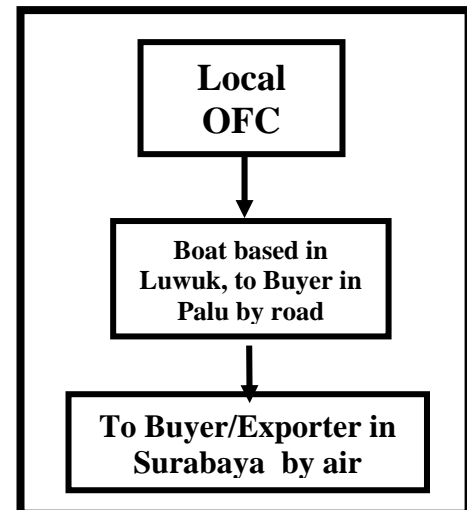 Local
OFC
Boat based in
Luwuk, to Buyer in
Palu by road
To Buyer/Exporter in
Surabaya by air